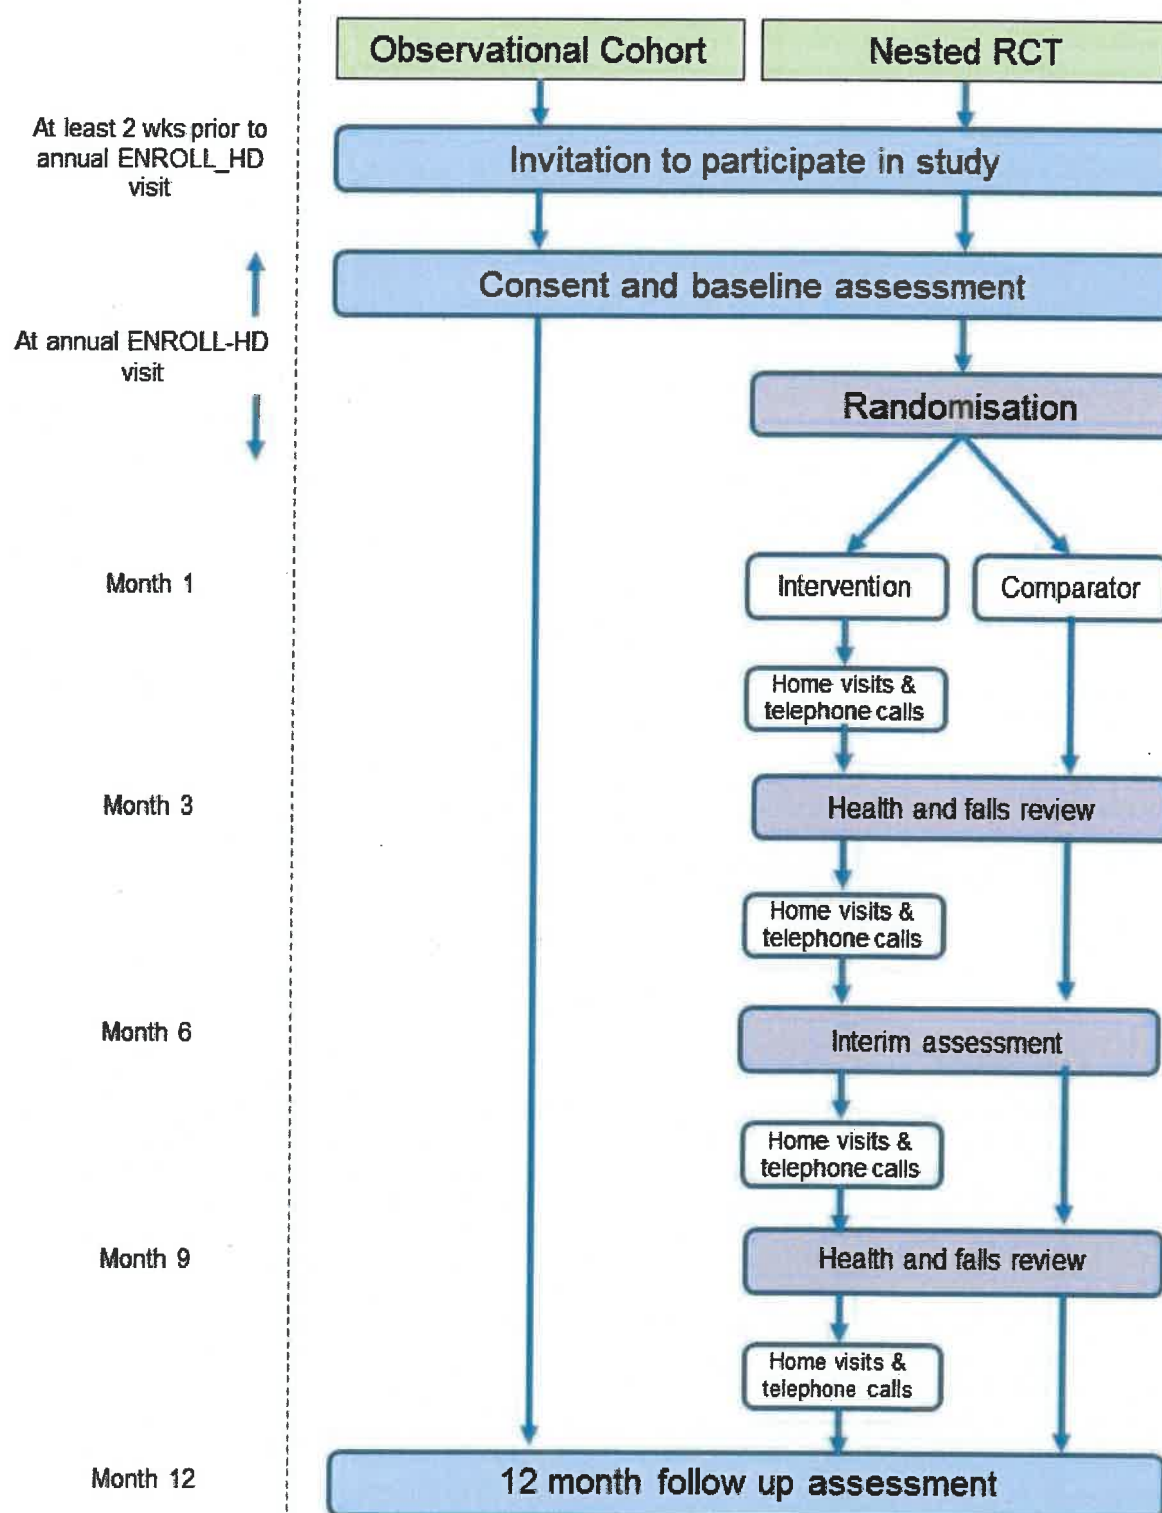 Observational Cohort
Nested RCT
At least 2 wks prior to
annual ENROLL_HD
visit
Invitation to participate in study
Consent and baseline assessment
At annual ENROLL-HD
visit
Randomisation
Month 1
Intervention
Comparator
Home visits &
telephone calls
Month 3
Health and falls review
Home visits &
telephone calls
Month 6
Interim assessment
Home visits &
telephone calls
Month 9
Health and falls review
Home visits &
telephone calls
Month 12
12 month follow up assessment